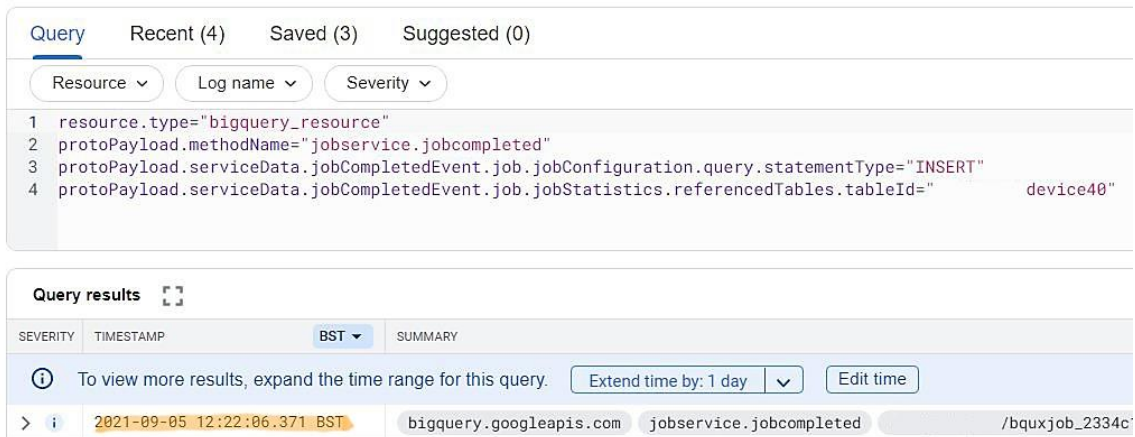 Query Recent (4) Saved (3) Suggested (0)
Resource Log name Severity
1 resource.type="bigquery_resource"
2 protoPayload.methodName="jobservice.jobcompleted"
3 protoPayload.serviceData.jobCompletedEvent.job.jobConfiguration.query.statementType="INSERT"
4 protoPayload.serviceData.jobCompletedEvent.job.jobStatistics.referencedTables.tableId=" device40"
Query results
SEVERITY TIMESTAMP BST SUMMARY
To view more results, expand the time range for this query. Extend time by: 1 day Edit time
i 2021-09-05 12:22:06.371 BST bigquery.googleapis.com jobservice.jobcompleted /bquxjob_2334c